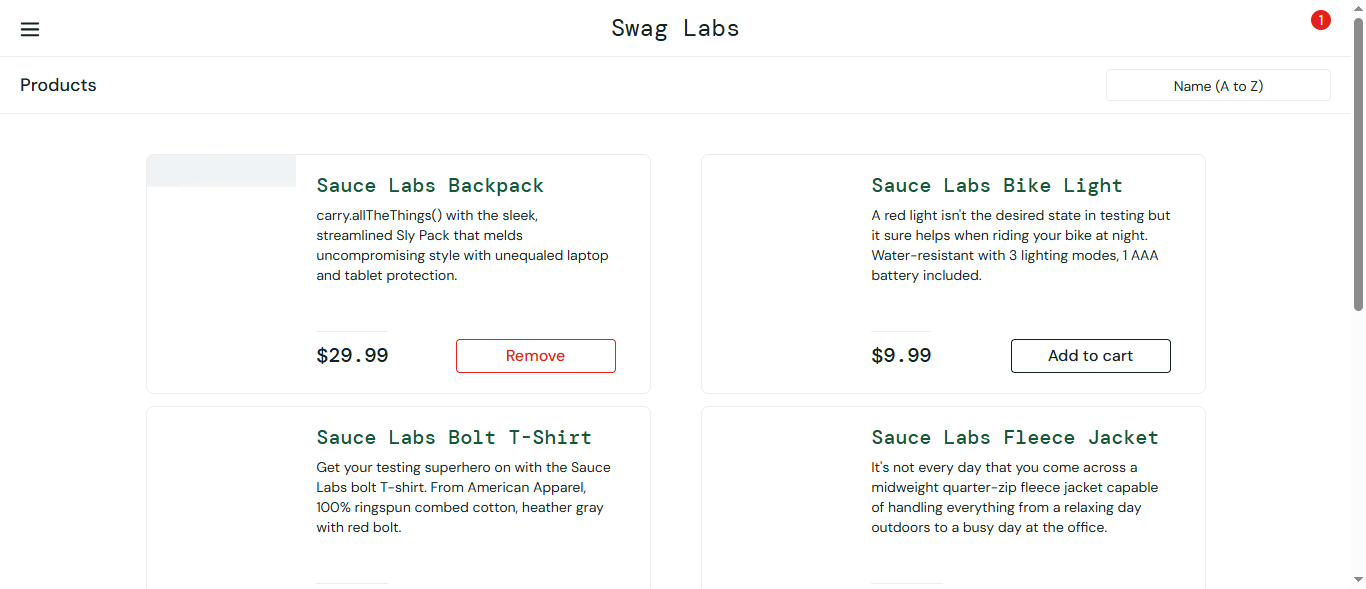 Swag Labs
1
Products
Name (A to Z)
Sauce Labs Backpack
carry.allTheThings() with the sleek,
streamlined Sly Pack that melds
uncompromising style with unequaled laptop
and tablet protection.
$29.99
Remove
Sauce Labs Bike Light
A red light isn't the desired state in testing but
it sure helps when riding your bike at night.
Water-resistant with 3 lighting modes, 1 AAA
battery included.
$9.99
Add to cart
Sauce Labs Bolt T-Shirt
Get your testing superhero on with the Sauce
Labs bolt T-shirt. From American Apparel,
100% ringspun combed cotton, heather gray
with red bolt.
Sauce Labs Fleece Jacket
It's not every day that you come across a
midweight quarter-zip fleece jacket capable
of handling everything from a relaxing day
outdoors to a busy day at the office.